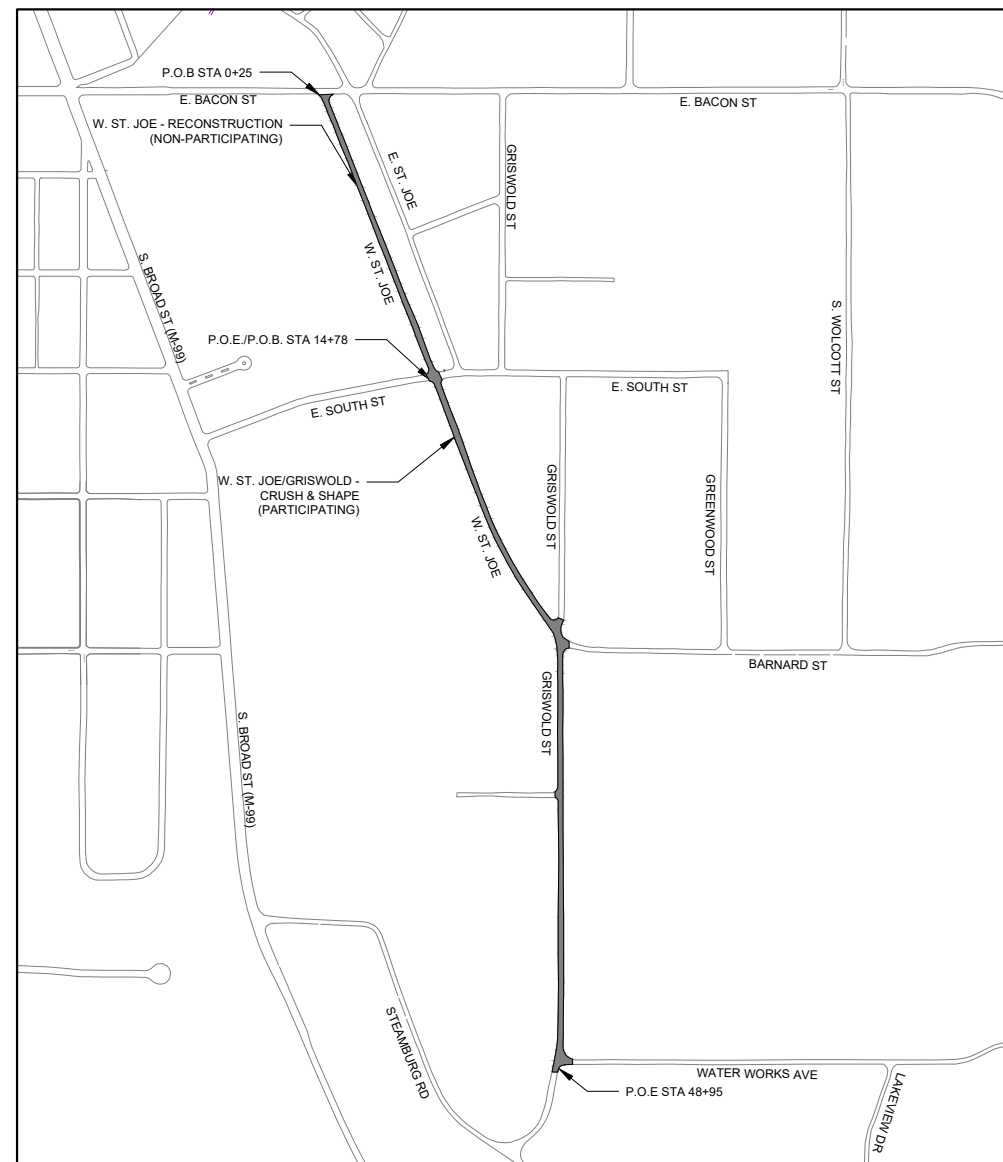 P.O.B STA 0+25
E. BACON ST
E. BACON ST
W. ST. JOE - RECONSTRUCTION
(NON-PARTICIPATING)
E. ST. JOE
GRISWOLD ST
W. ST. JOE
S. BROAD ST (M-99)
S. WOLCOTT ST
P.O.E./P.O.B. STA 14+78
E. SOUTH ST
E. SOUTH ST
W. ST. JOE/GRISWOLD -
CRUSH & SHAPE
(PARTICIPATING)
W. ST. JOE
GRISWOLD ST
GREENWOOD ST
BARNARD ST
GRISWOLD ST
S. BROAD ST (M-99)
STEAMBURG RD
WATER WORKS AVE
LAKEVIEW DR
P.O.E STA 48+95